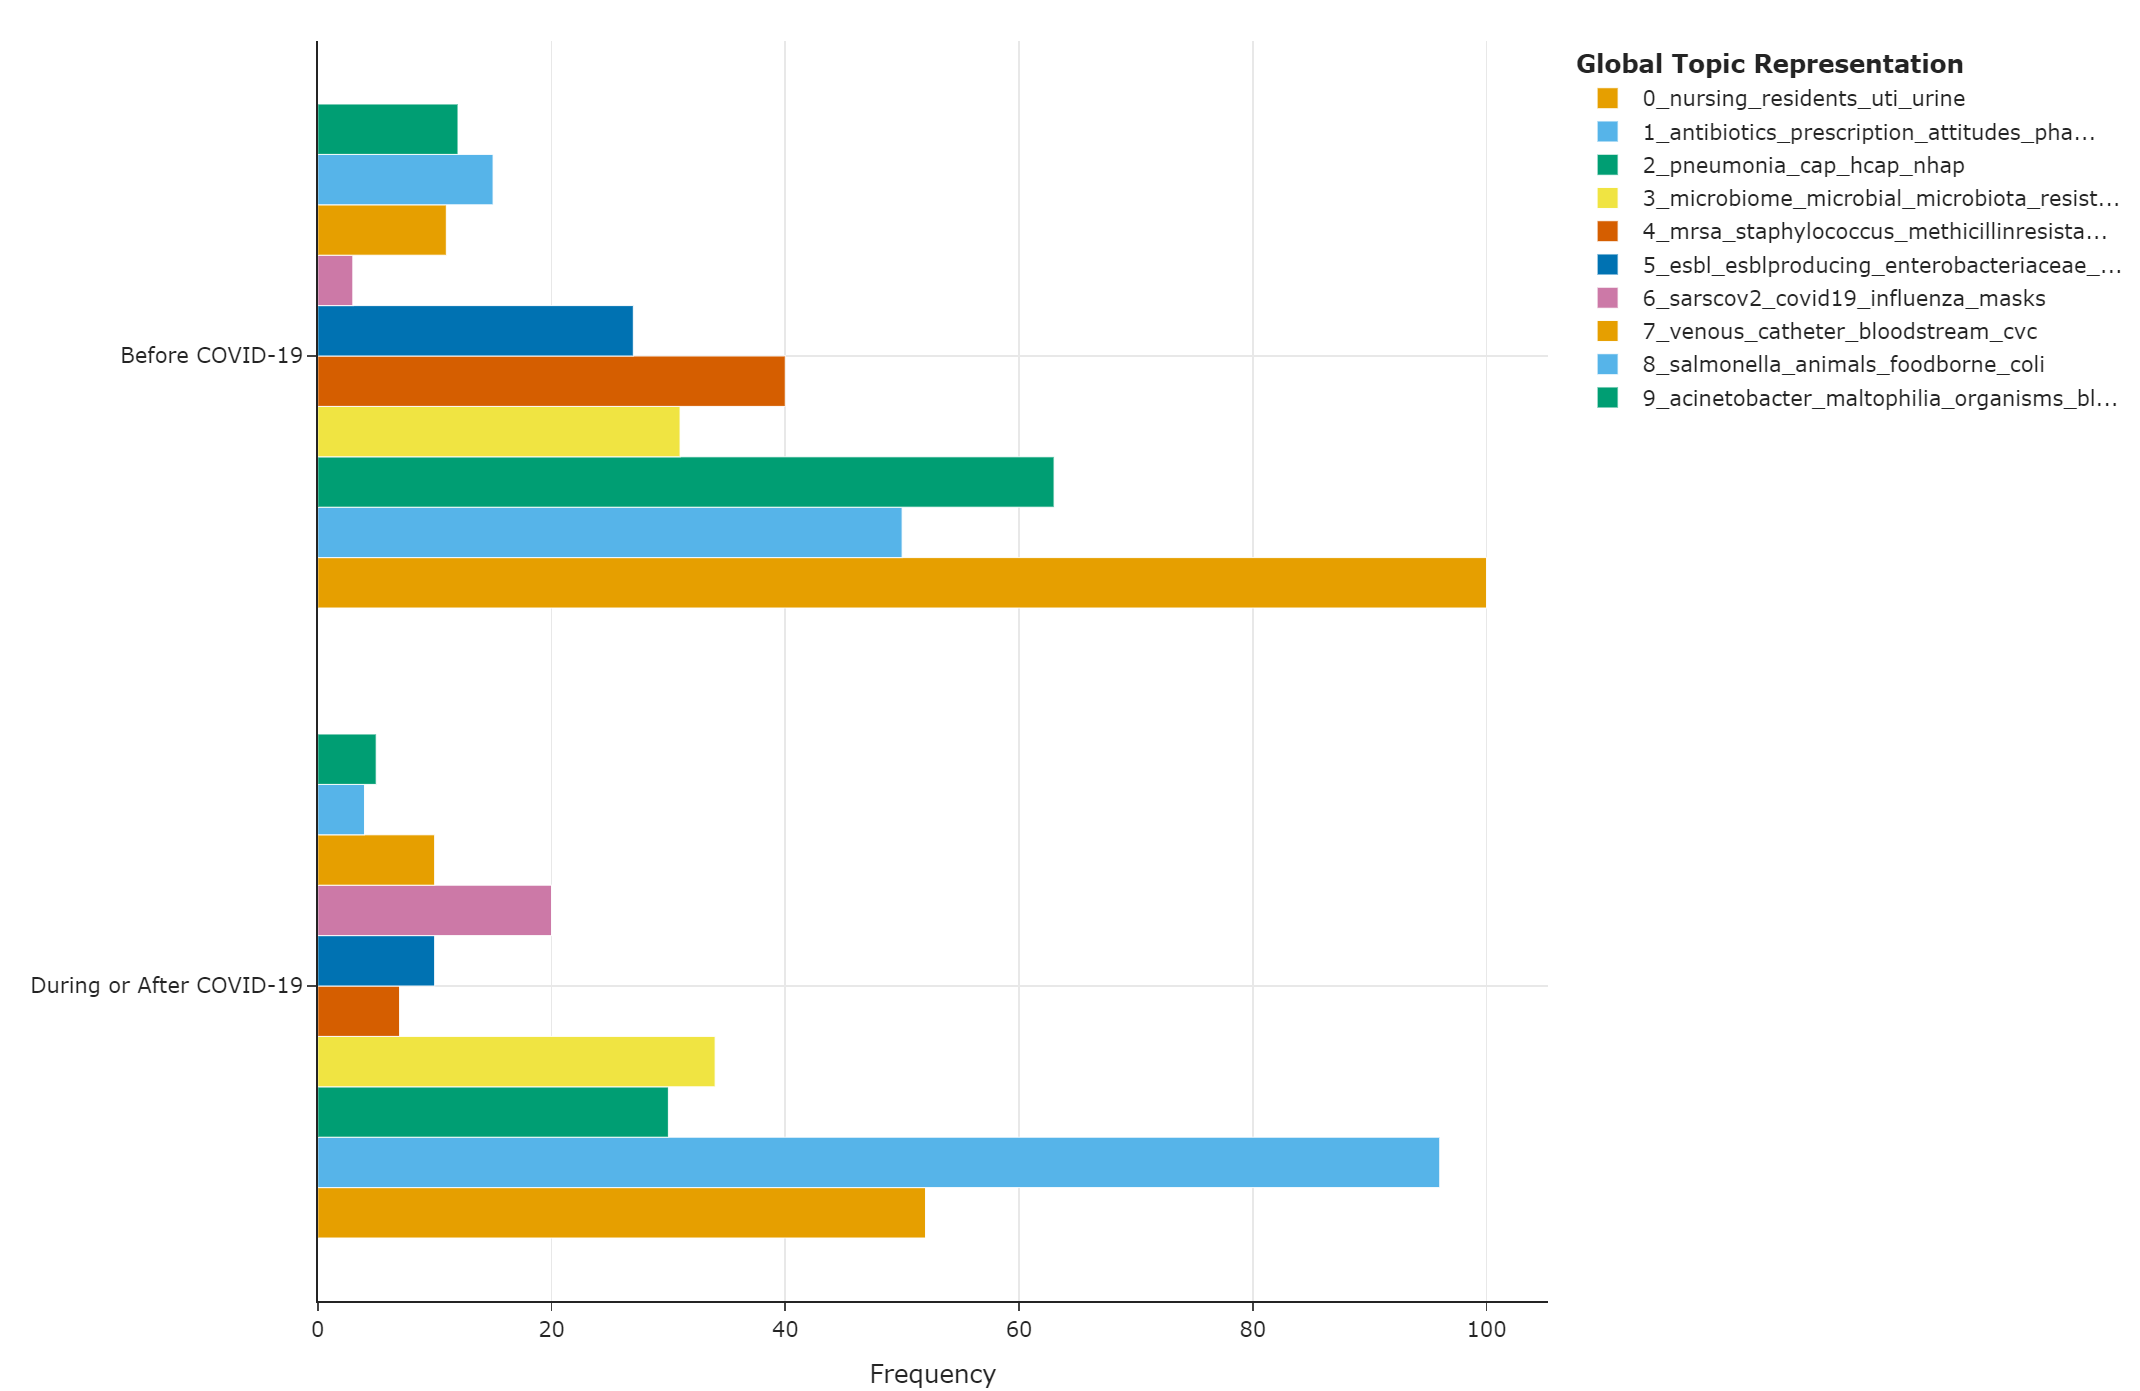 Global Topic Representation
0_nursing_residents_uti_urine
1_antibiotics_prescription_attitudes_pha...
2_pneumonia_cap_hcap_nhap
3_microbiome_microbial_microbiota_resist...
4_mrsa_staphylococcus_methicillinresista...
5_esbl_esblproducing_enterobacteriaceae_...
6_sarscov2_covid19_influenza_masks
7_venous_catheter_bloodstream_cvc
8_salmonella_animals_foodborne_coli
9_acinetobacter_maltophilia_organisms_bl...
Before COVID-19
During or After COVID-19
0 20 40 60 80 100
Frequency